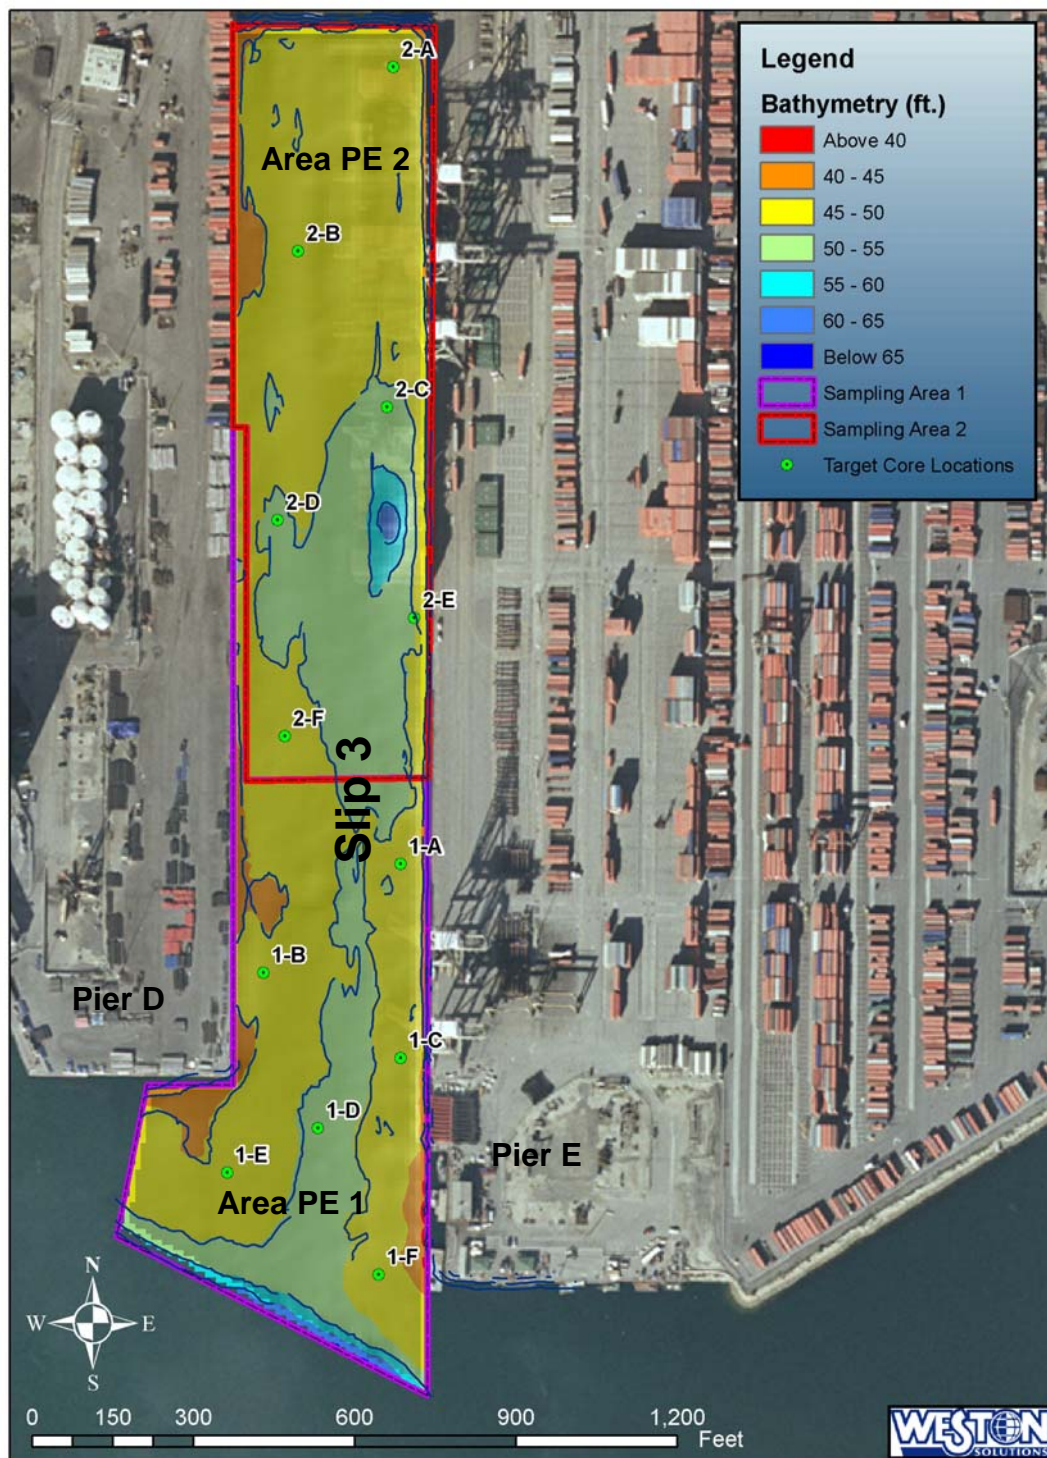 2-A
Area PE 2
2-B
2-C
2-D
2-E
2-F
Slip 3
1-A
1-B
Pier D
1-C
1-D
1-E
Pier E
Area PE 1
1-F
Legend
Bathymetry (ft.)
Above 40
40 - 45
45 - 50
50 - 55
55 - 60
60 - 65
Below 65
Sampling Area 1
Sampling Area 2
Target Core Locations
N
W E
S
0 150 300 600 900 1,200
Feet
WESTON
SOLUTIONS